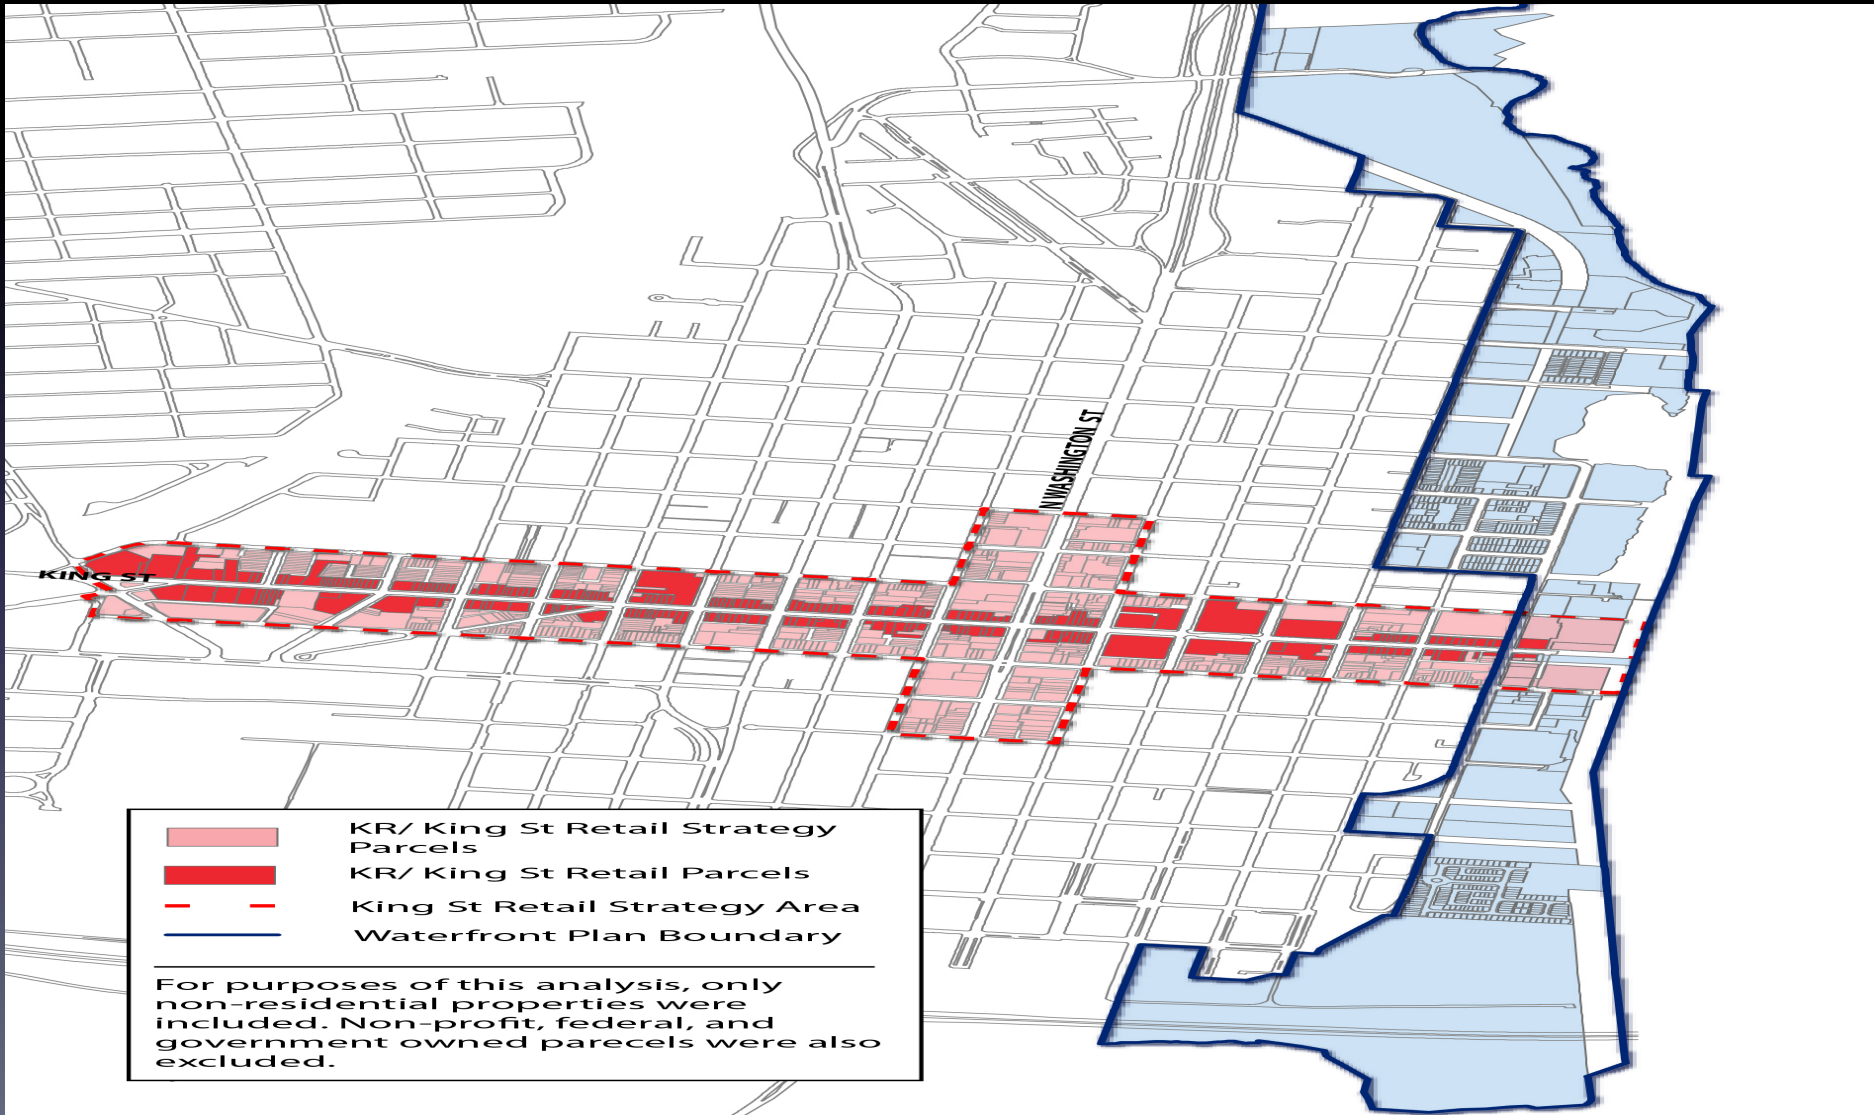 N WASHINGTON ST
KING ST
KR/ King St Retail Strategy
Parcels
KR/ King St Retail Parcels
King St Retail Strategy Area
Waterfront Plan Boundary
For purposes of this analysis, only
non-residential properties were
included. Non-profit, federal, and
government owned parecels were also
excluded.